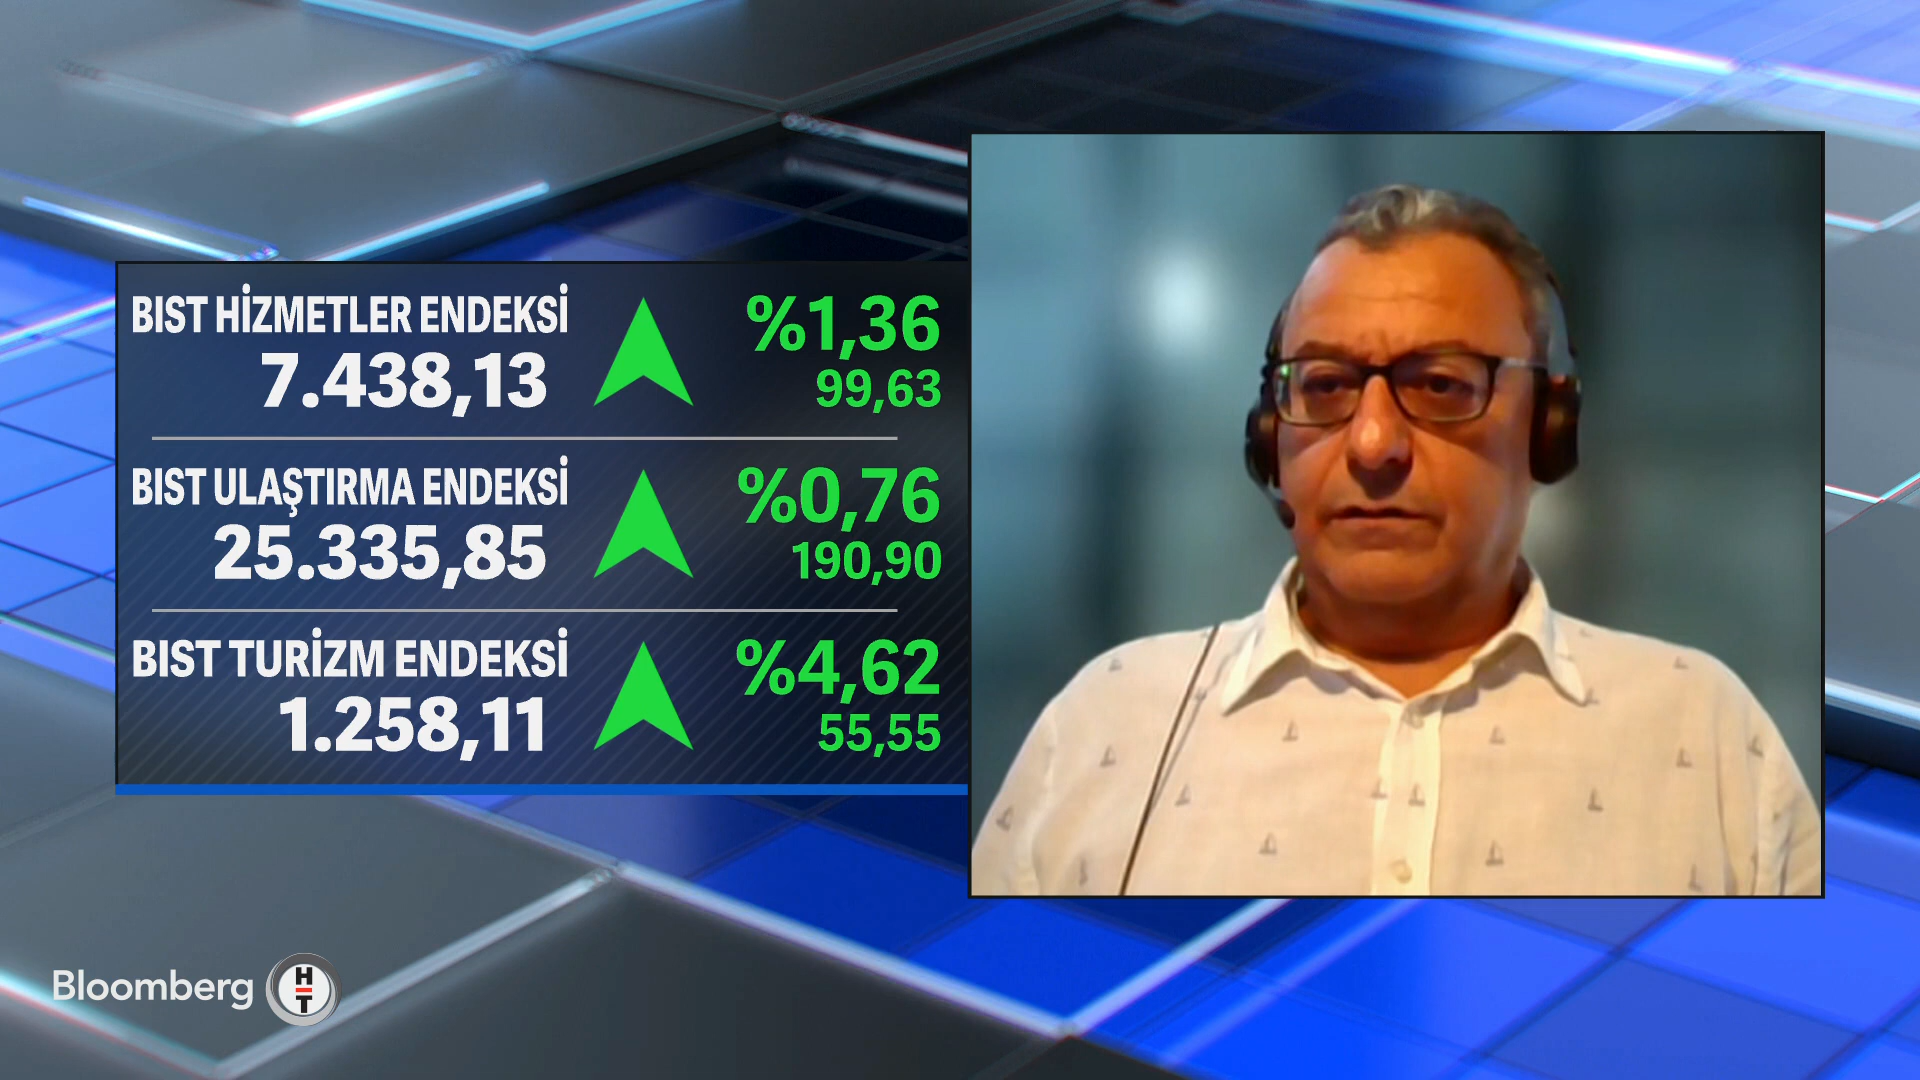 BIST HİZMETLER ENDEKSİ
%1,36
7.438,13
99,63
BIST ULAŞTIRMA ENDEKSİ
%0,76
25.335,85
190,90
BIST TURİZM ENDEKSİ
%4,62
1.258,11
55,55
Bloomberg HT